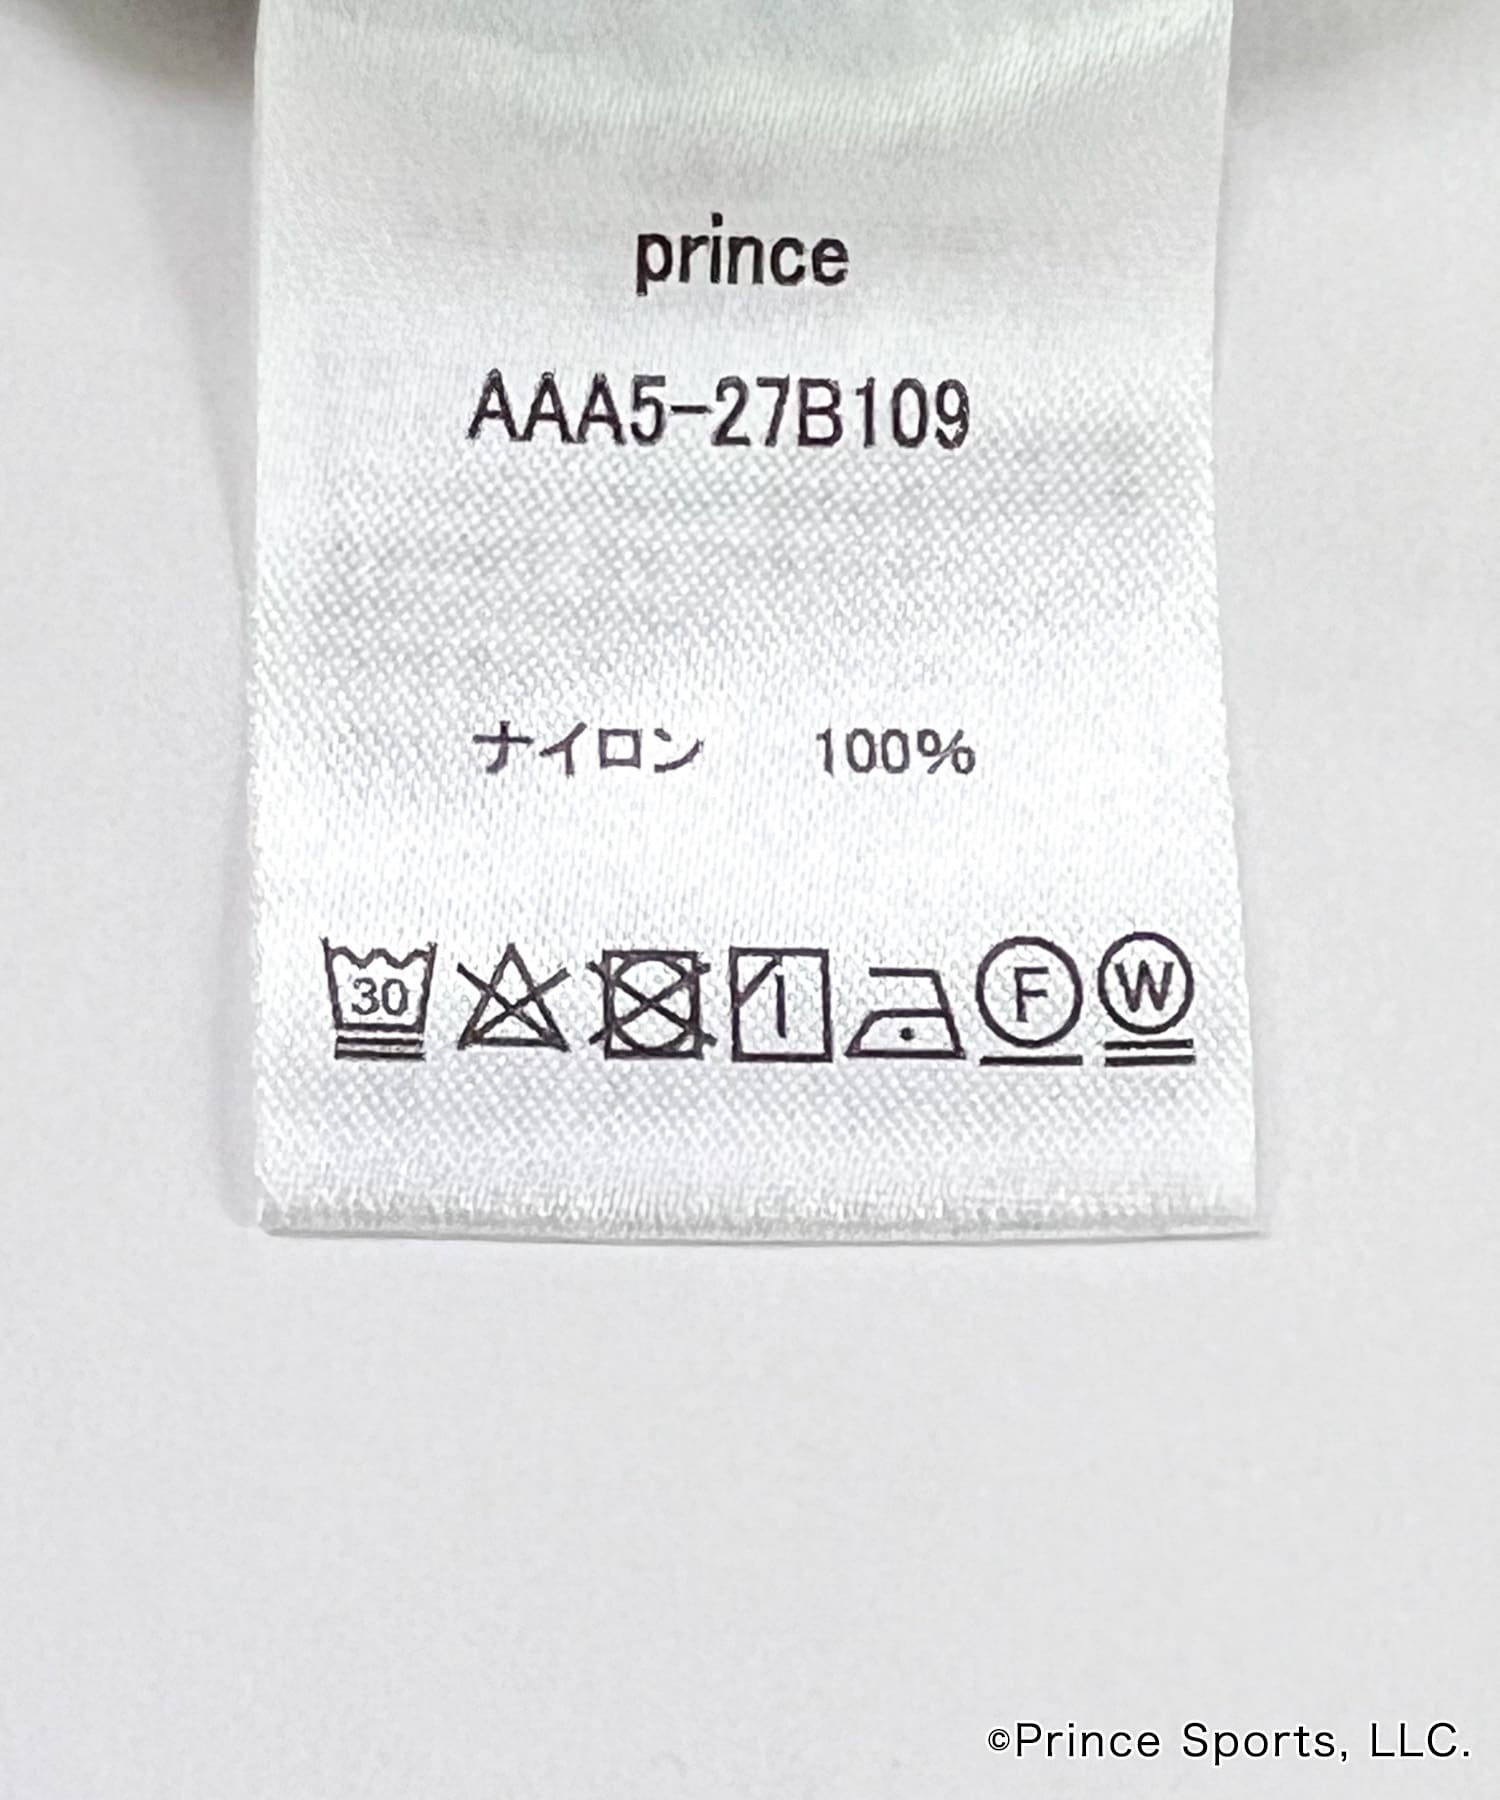 prince
AAA5-27B109
ナイロン 100%
30 F W
©Prince Sports, LLC.